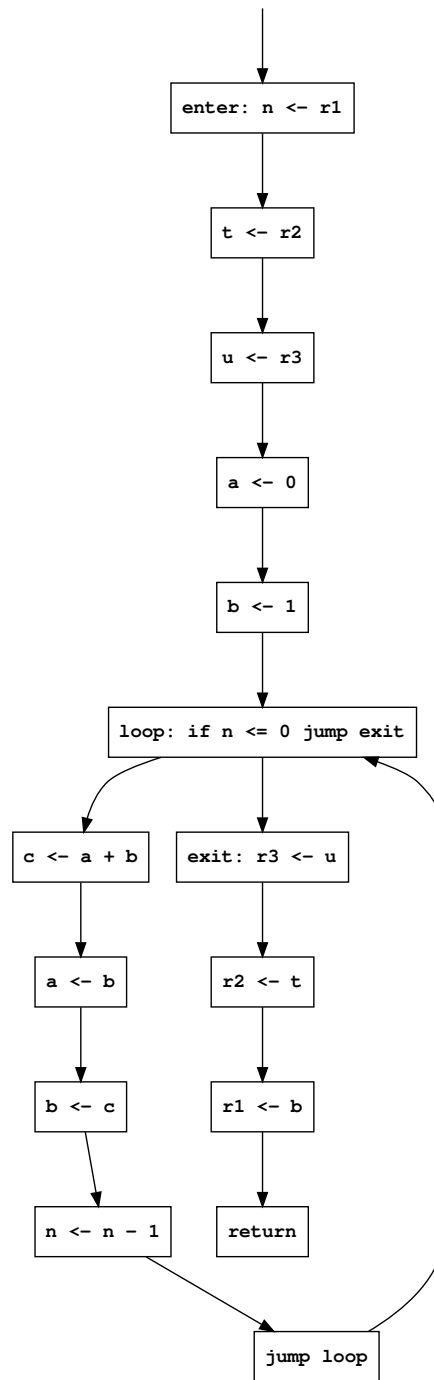 enter: n <- r1
t <- r2
u <- r3
a <- 0
b <- 1
loop: if n <= 0 jump exit
c <- a + b
exit: r3 <- u
a <- b
r2 <- t
b <- c
r1 <- b
n <- n - 1
return
jump loop